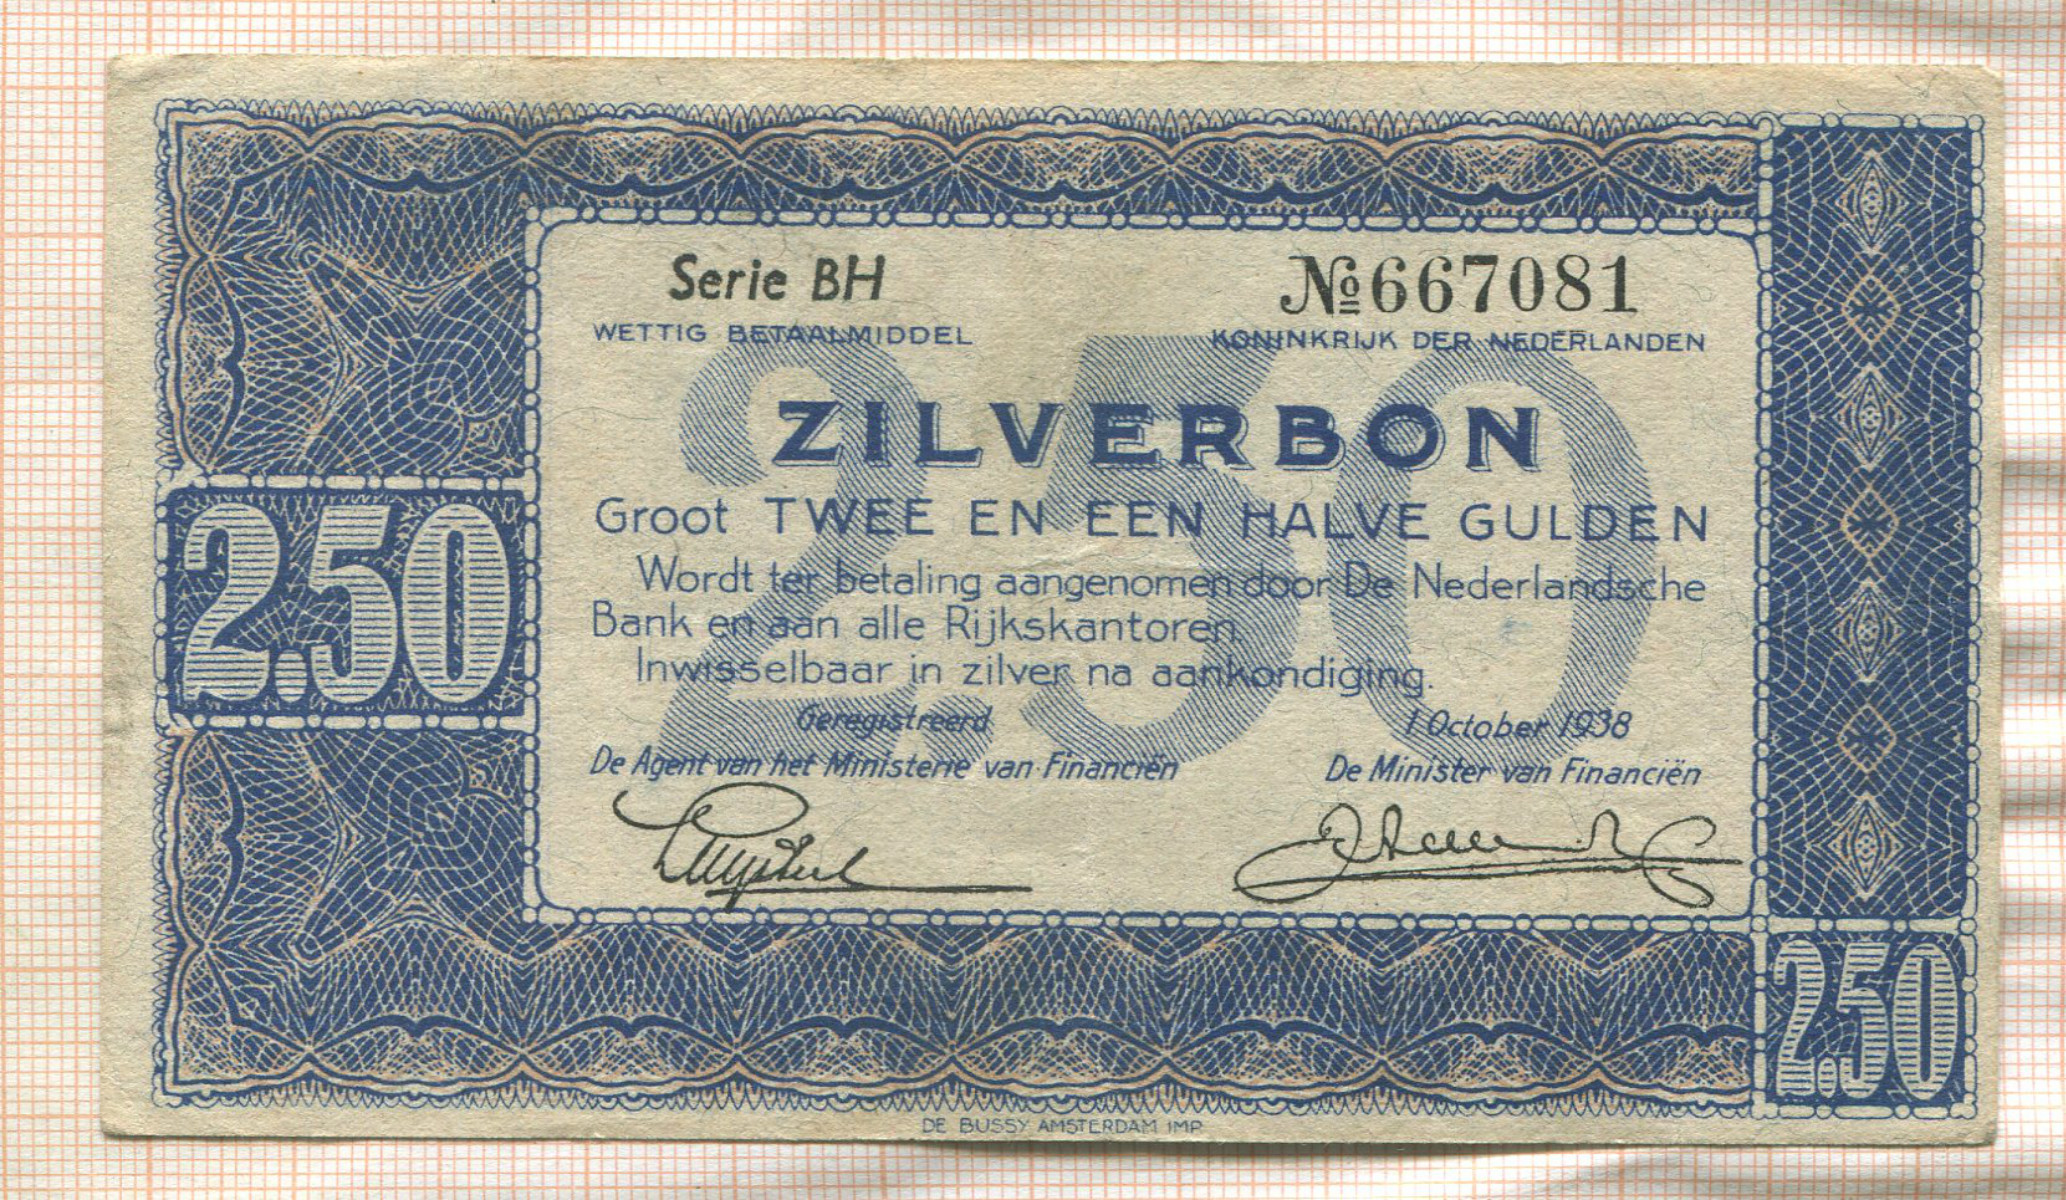 Serie BH
№667081
WETTIG BETAALMIDDEL
KONINKRIJK DER NEDERLANDEN
2.50
ZILVERBON
Groot TWEE EN EEN HALVE GULDEN
Wordt ter betaling aangenomen door De Nederlandsche
Bank en aan alle Rijkskantoren.
Inwisselbaar in zilver na aankondiging.
Geregistreerd
1 October 1938
De Agent van het Ministerie van Financiën
De Minister van Financiën
2.50
2.50
DE BUSSY AMSTERDAM IMP.